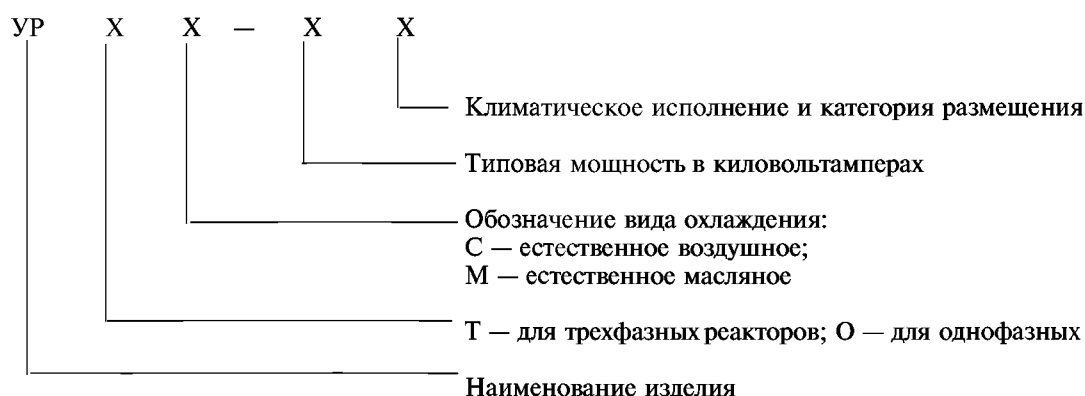 УР Х Х — Х Х
Климатическое исполнение и категория размещения
Типовая мощность в киловольтамперах
Обозначение вида охлаждения:
С — естественное воздушное;
М — естественное масляное
Т — для трехфазных реакторов; О — для однофазных
Наименование изделия